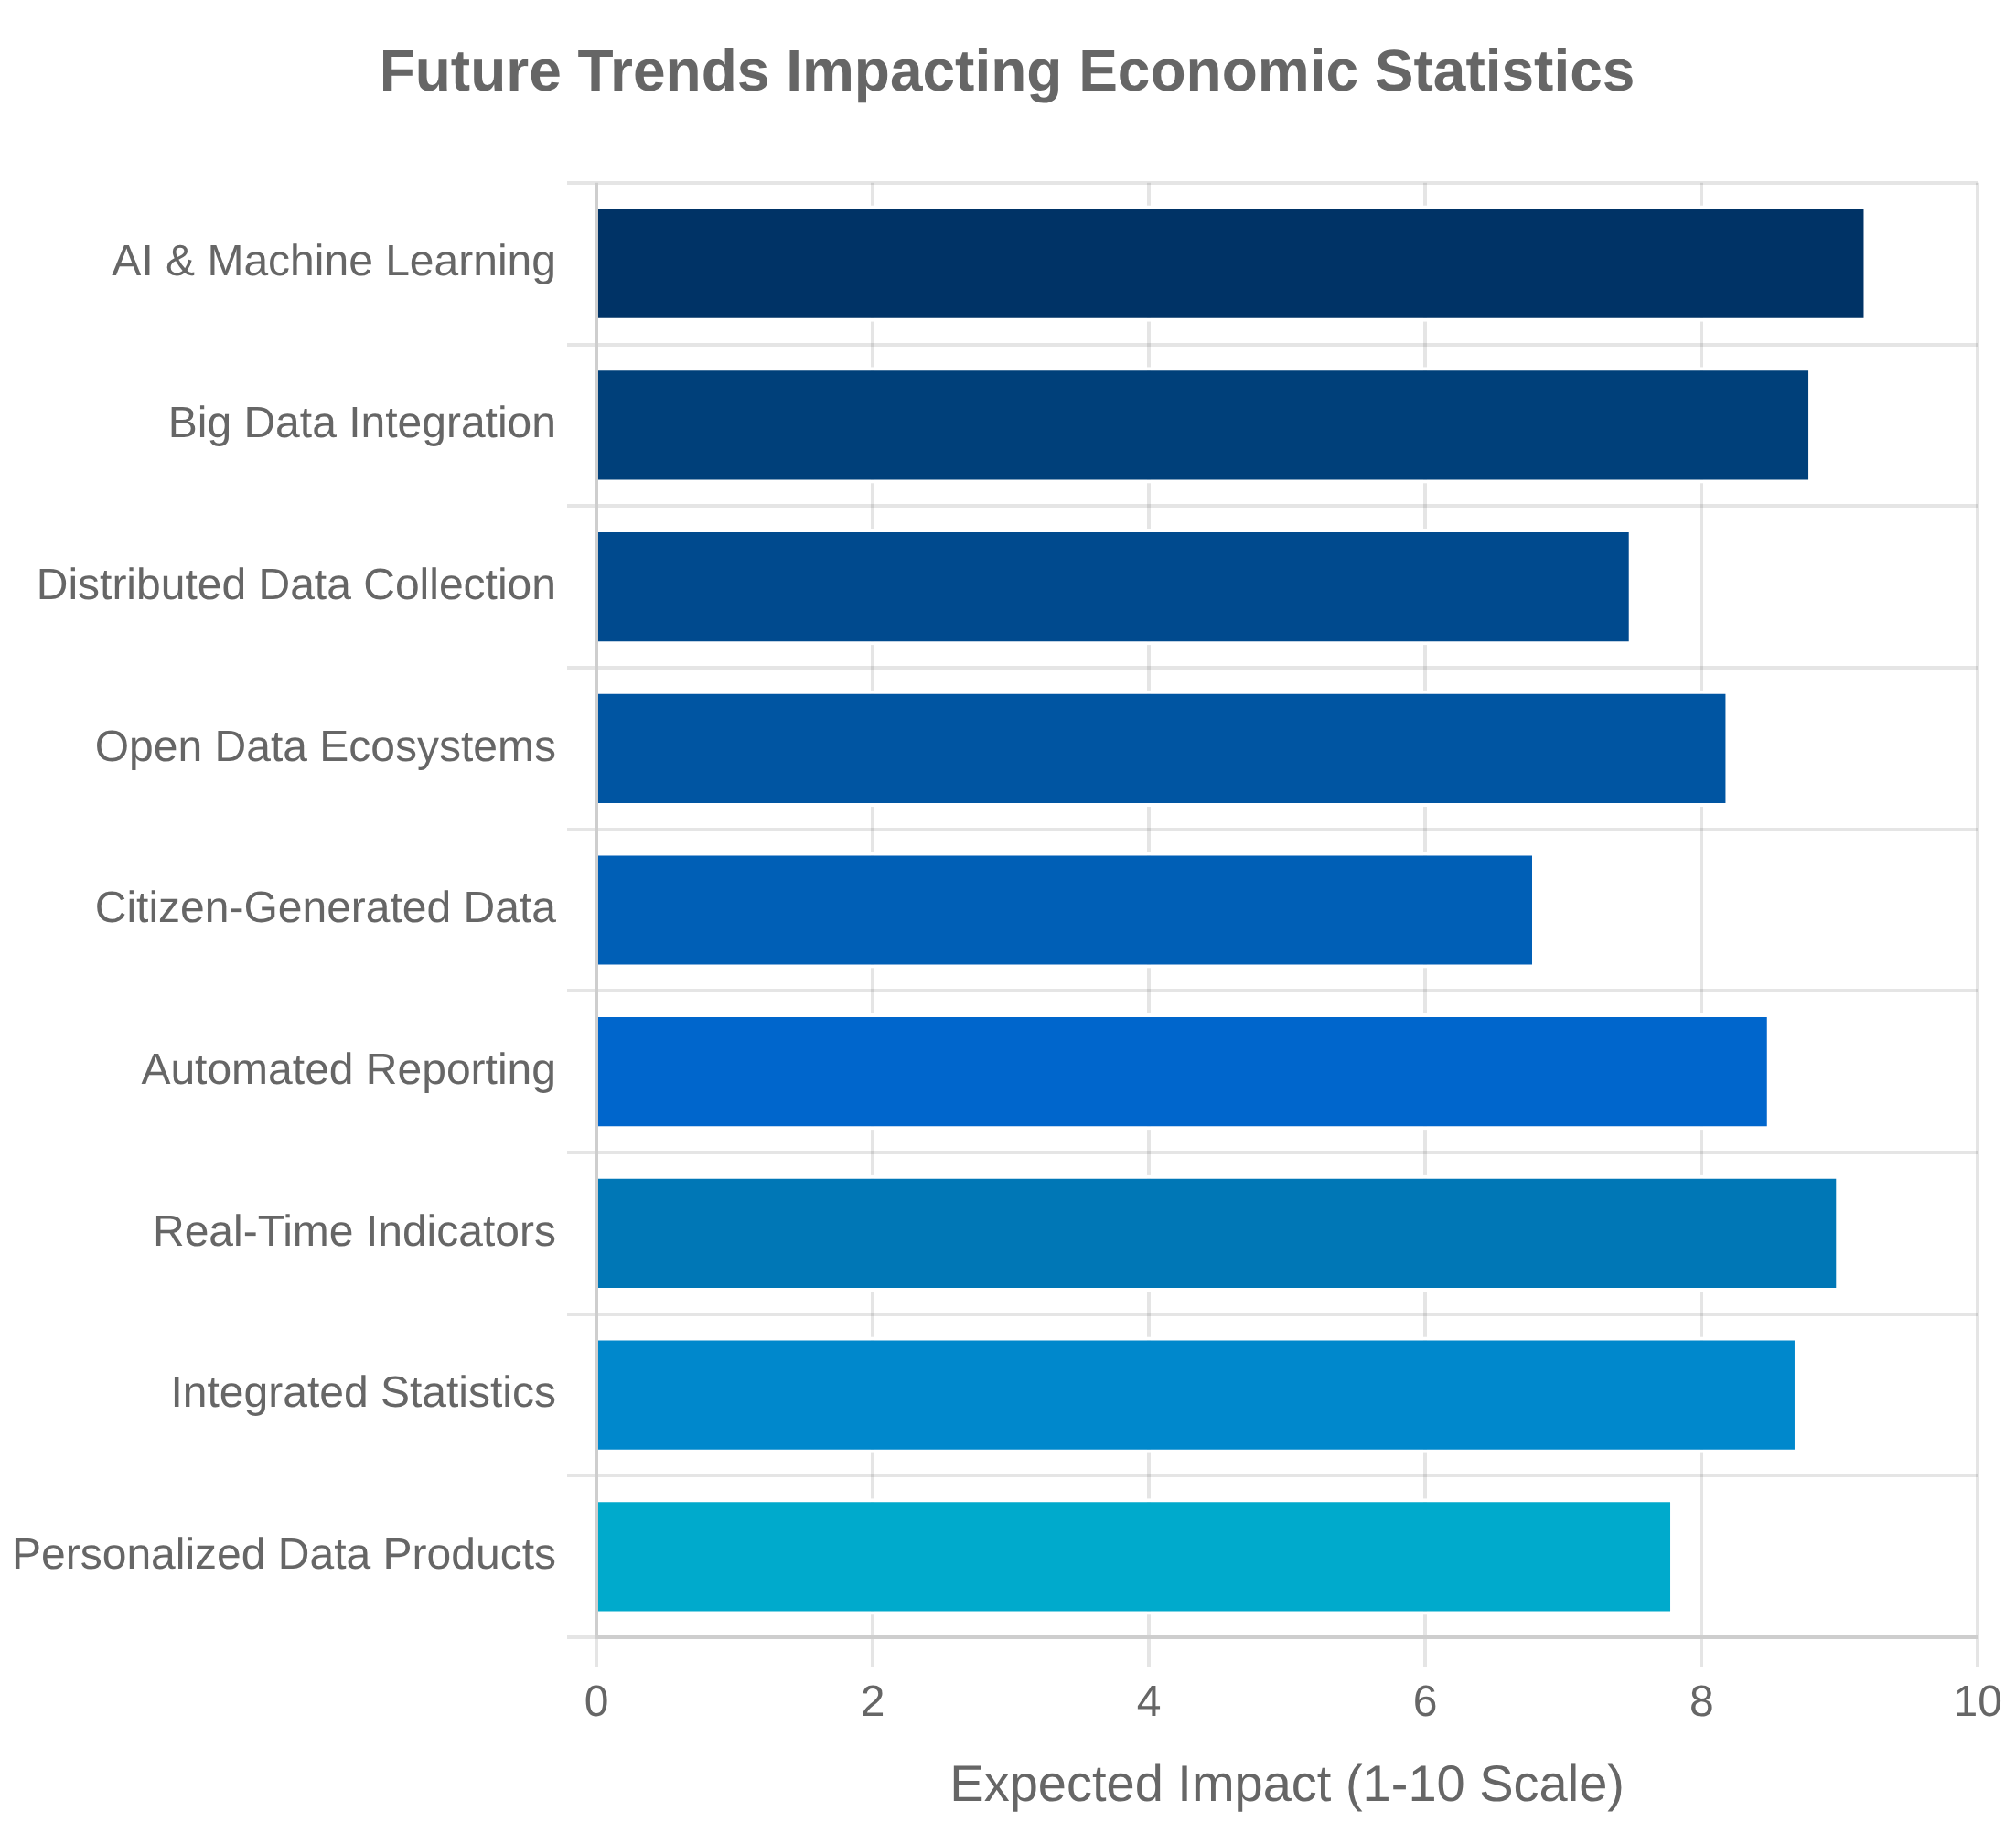 Future Trends Impacting Economic Statistics
AI & Machine Learning
Big Data Integration
Distributed Data Collection
Open Data Ecosystems
Citizen-Generated Data
Automated Reporting
Real-Time Indicators
Integrated Statistics
Personalized Data Products
0 2 4 6 8 10
Expected Impact (1-10 Scale)